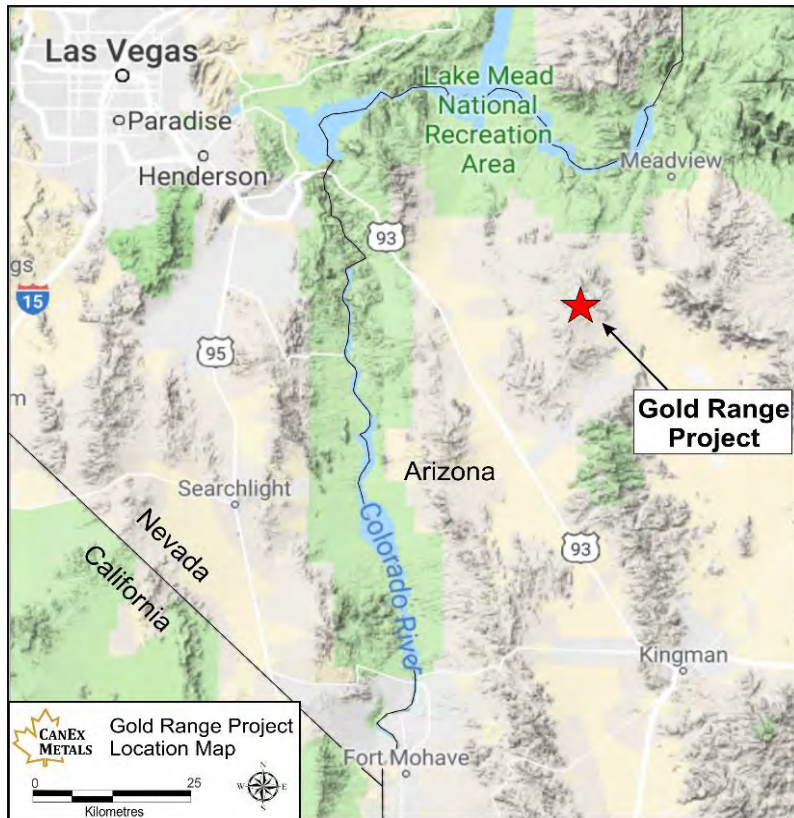 Las Vegas
Paradise
Henderson
Lake Mead
National
Recreation
Area
Meadview
93
gs
15
95
m
Gold Range
Project
Arizona
Searchlight
Nevada
California
Colorado River
93
Kingman
Fort Mohave
CANEX
METALS
Gold Range Project
Location Map
0 25
Kilometres
N
W E
S